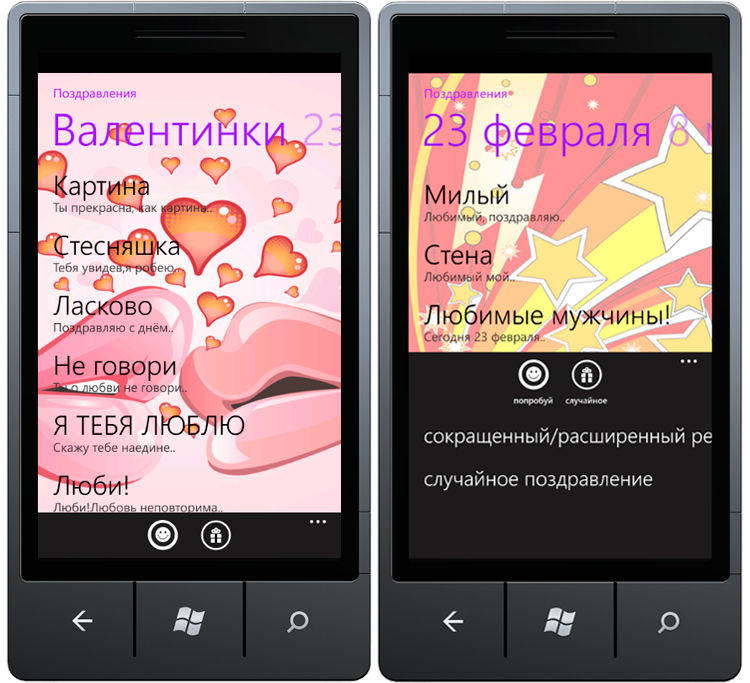 Поздравления
Валентинки 23
Картина
Ты прекрасна, как картина..
Стесняшка
Тебя увидев,я робею..
Ласково
Поздравляю с днём..
Не говори
Ты о любви не говори..
Я ТЕБЯ ЛЮБЛЮ
Скажу тебе наедине..
Люби!
Люби!Любовь неповторима..
Поздравления
23 февраля 8 м
Милый
Любимый, поздравляю..
Стена
Любимый мой..
Любимые мужчины!
Сегодня 23 февраля..
попробуй случайное
сокращенный/расширенный ре
случайное поздравление